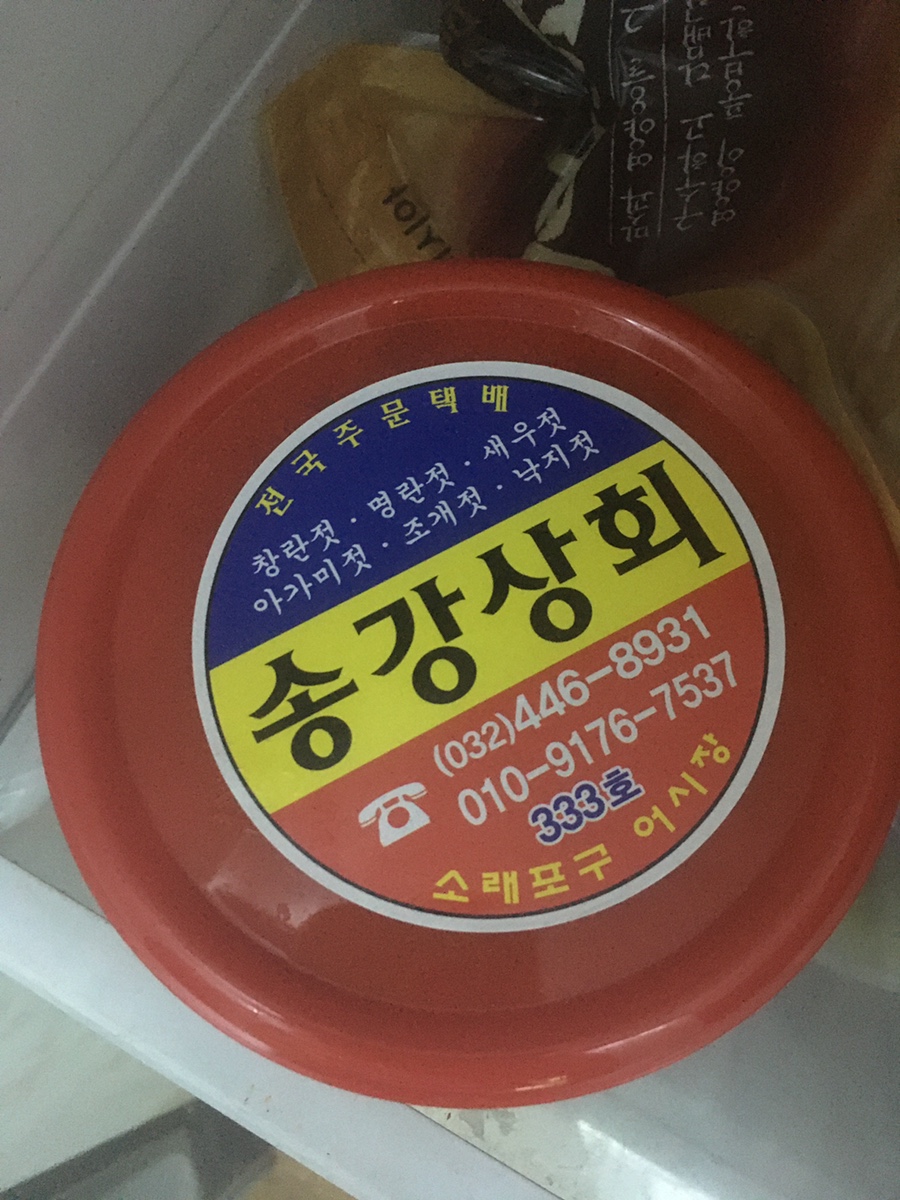 전국주문택배
창란젓 · 명란젓 · 새우젓
아가미젓 · 조개젓 · 낙지젓
송강상회
(032)446-8931
010-9176-7537
333호
소래포구 어시장